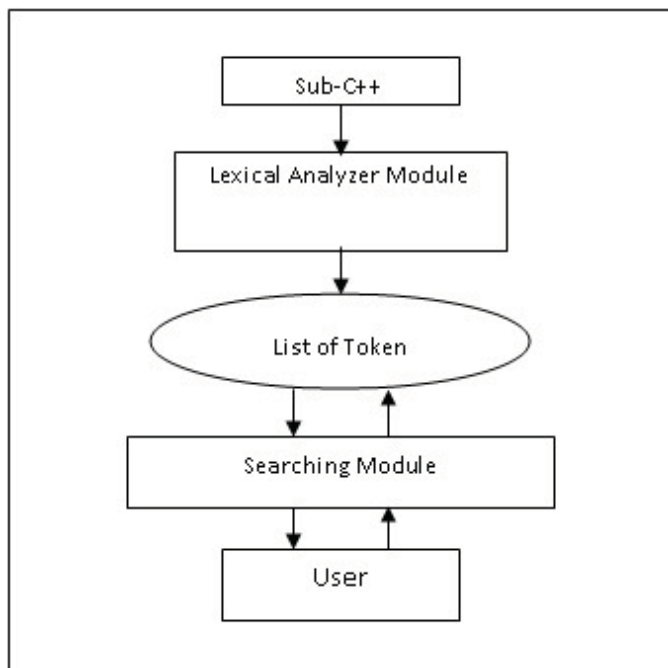 Sub-C++
Lexical Analyzer Module
List of Token
Searching Module
User